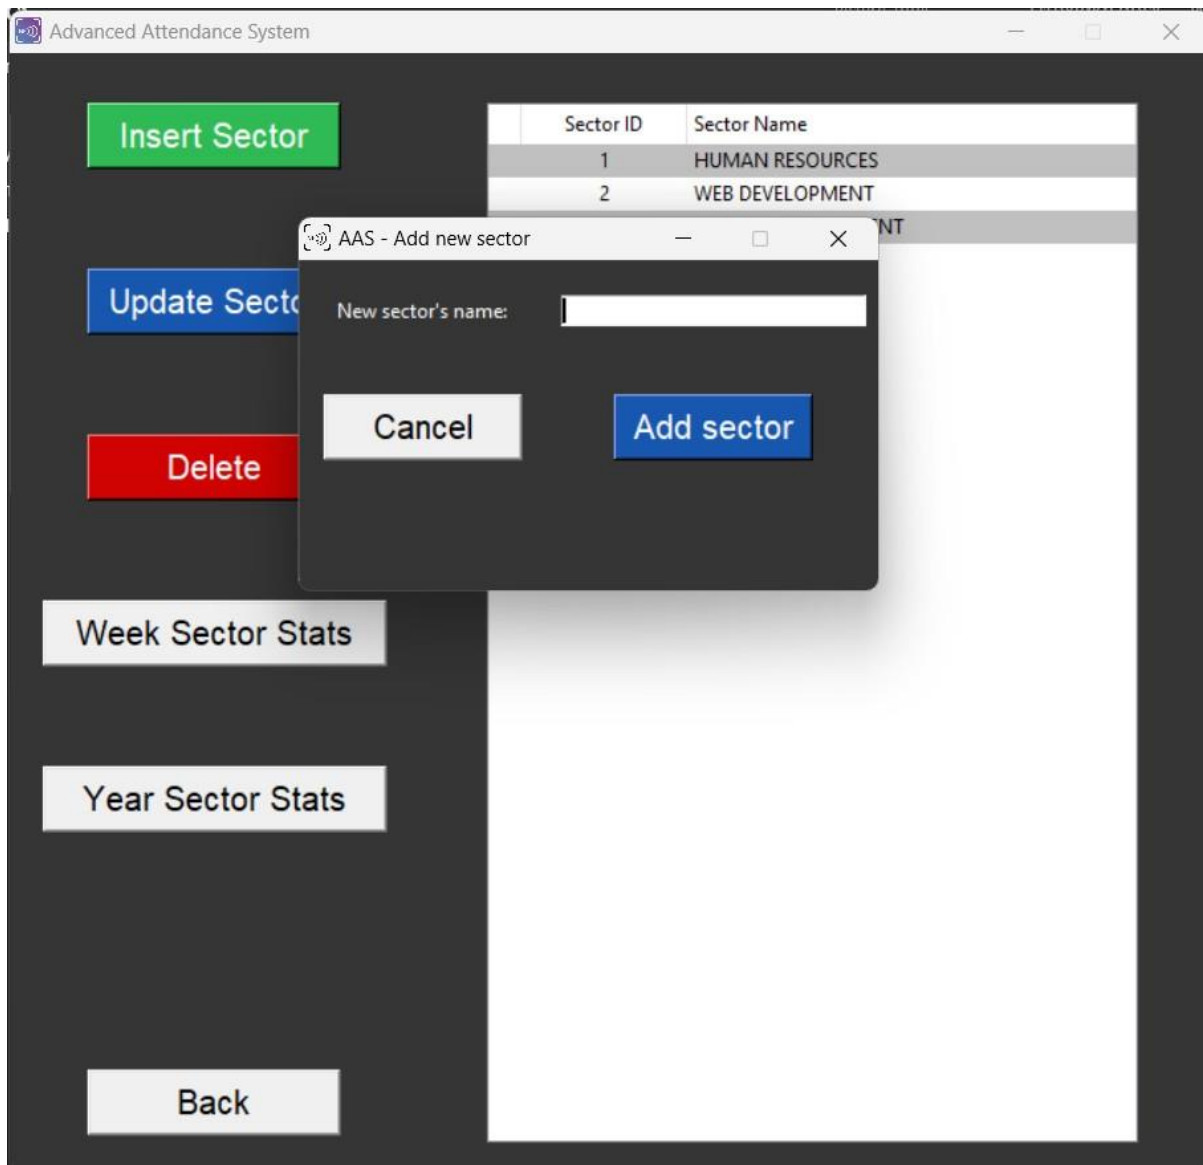 Advanced Attendance System
Insert Sector
Sector ID Sector Name
1 HUMAN RESOURCES
2 WEB DEVELOPMENT
AAS - Add new sector
New sector's name:
Cancel Add sector
Update
Delete
Week Sector Stats
Year Sector Stats
Back